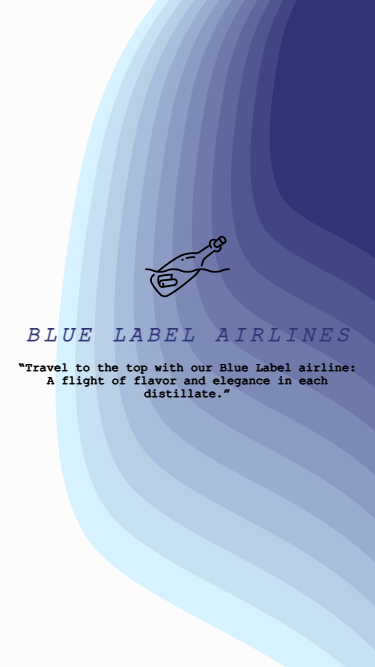 BLUE LABEL AIRLINES
“Travel to the top with our Blue Label airline:
A flight of flavor and elegance in each
distillate.”